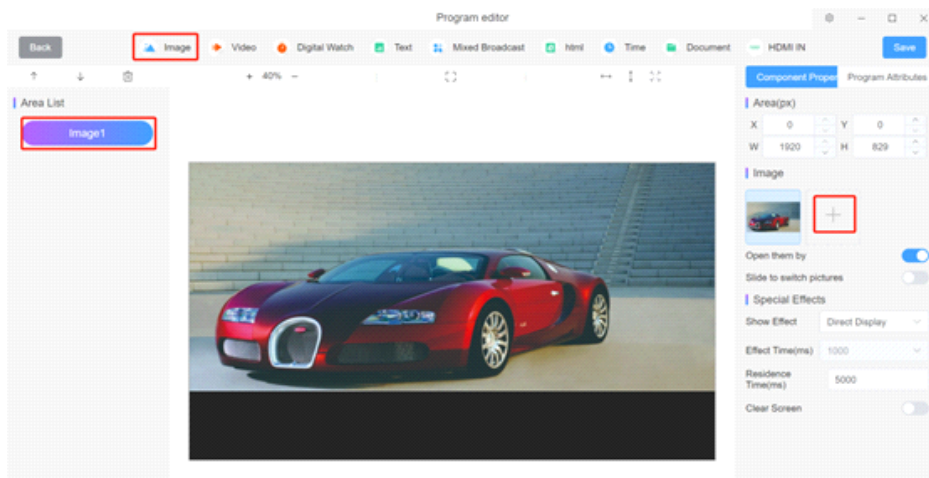 Program editor
Back Image Video Digital Watch Text Mixed Broadcast html Time Document HDMI IN Save
+ 40% - Component Proper Program Attributes
Area List
Image1
Area(px)
X 0 Y 0
W 1920 H 829
Image
Open them by
Slide to switch pictures
Special Effects
Show Effect Direct Display
Effect Time(ms) 1000
Residence
Time(ms) 5000
Clear Screen